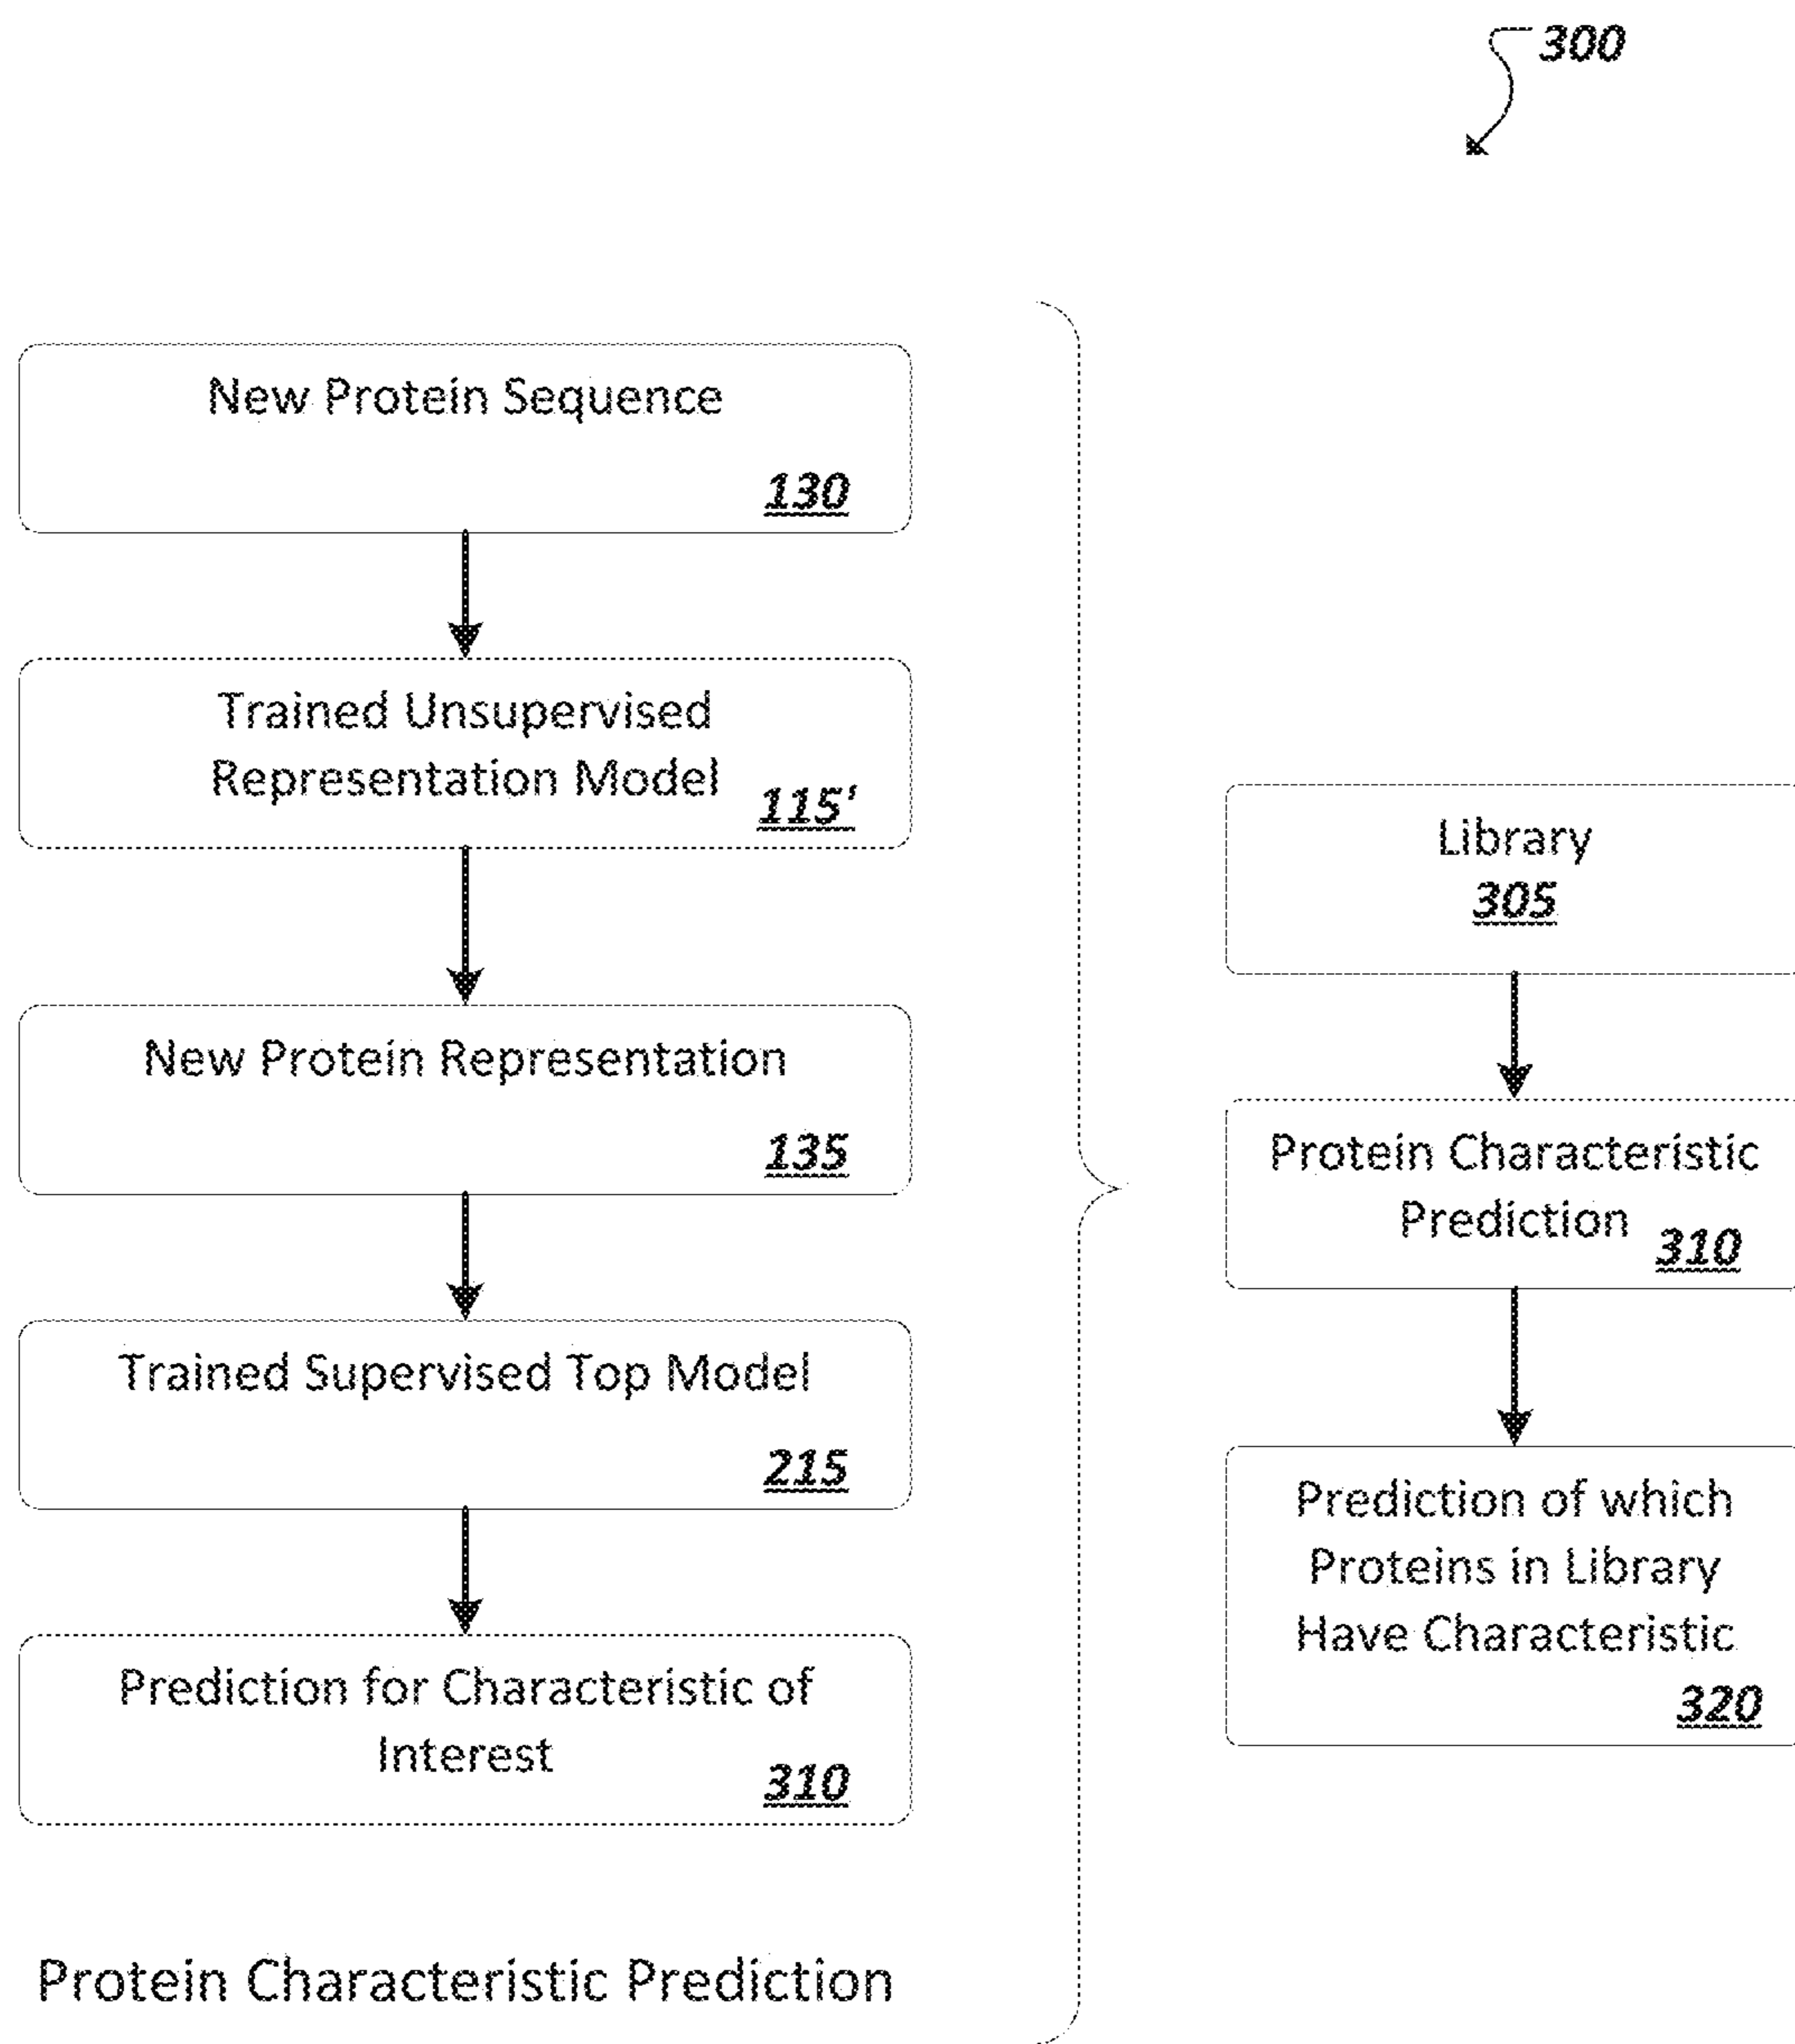 300
New Protein Sequence
130
Trained Unsupervised
Representation Model
115'
New Protein Representation
135
Trained Supervised Top Model
215
Prediction for Characteristic of
Interest
310
Protein Characteristic Prediction
Library
305
Protein Characteristic
Prediction
310
Prediction of which
Proteins in Library
Have Characteristic
320